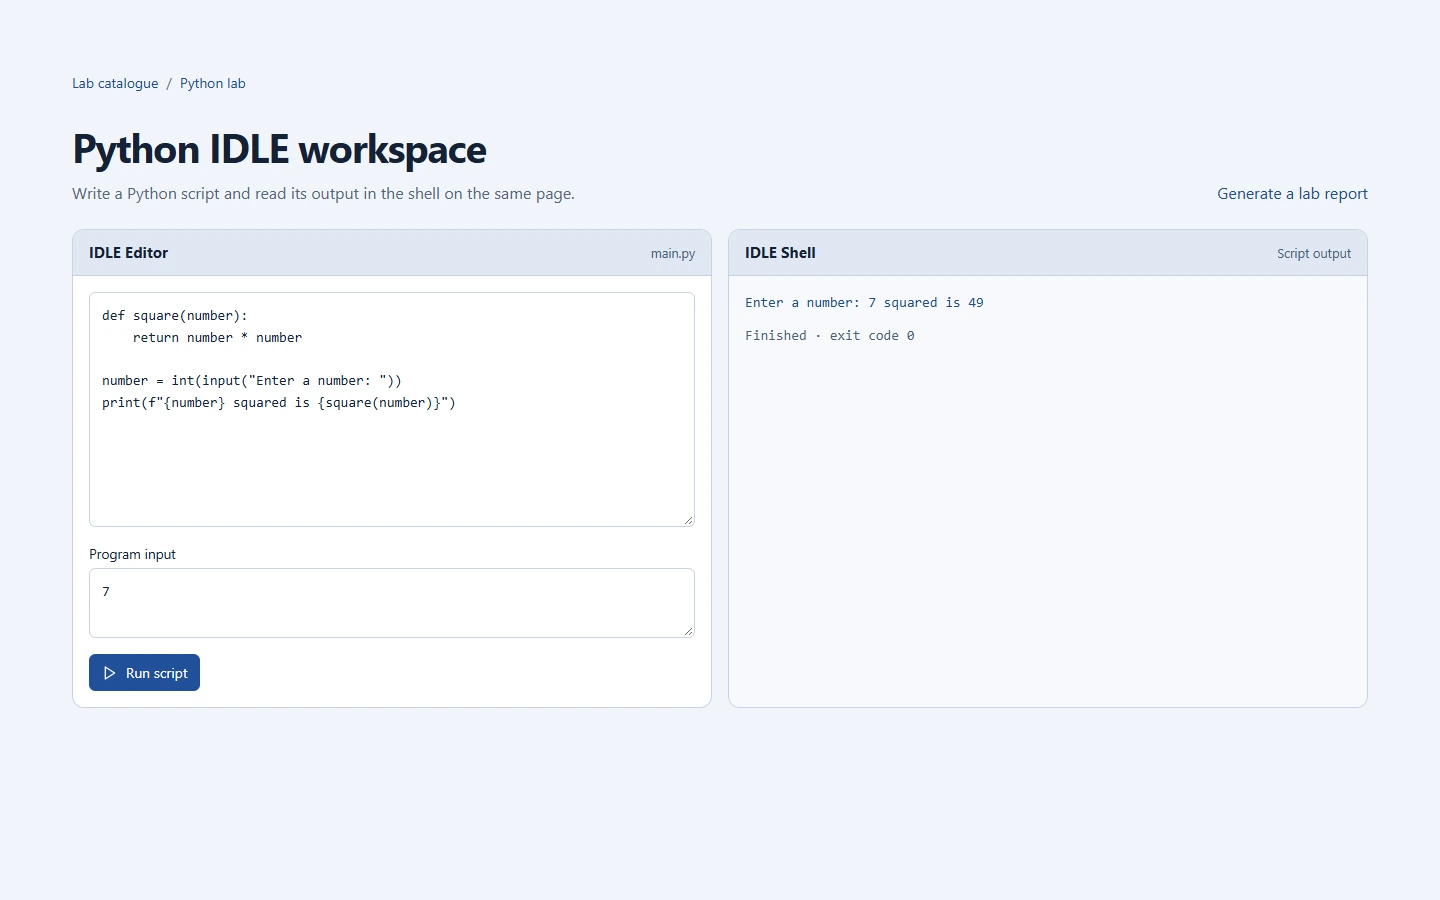 Lab catalogue / Python lab
Python IDLE workspace
Write a Python script and read its output in the shell on the same page.
Generate a lab report
IDLE Editor
main.py
def square(number):
    return number * number
number = int(input("Enter a number: "))
print(f"{number} squared is {square(number)}")
Program input
7
Run script
IDLE Shell
Script output
Enter a number: 7 squared is 49
Finished · exit code 0